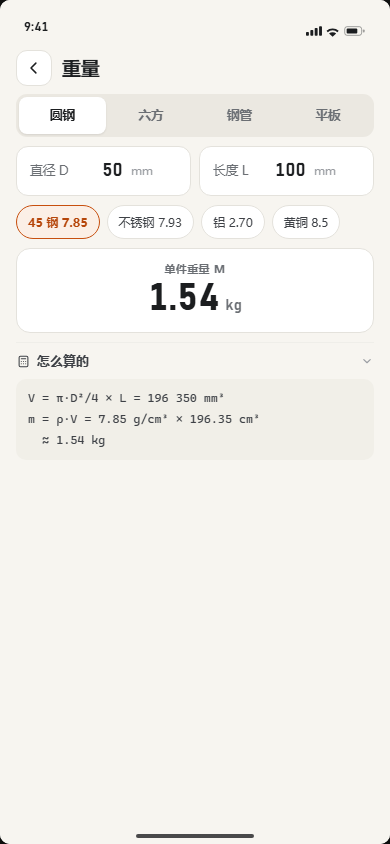 9:41
重量
圆钢 六方 钢管 平板
直径 D 50 mm 长度 L 100 mm
45 钢 7.85 不锈钢 7.93 铝 2.70 黄铜 8.5
单件重量 M
1.54 kg
怎么算的
V = π·D²/4 × L = 196 350 mm³
m = ρ·V = 7.85 g/cm³ × 196.35 cm³
≈ 1.54 kg